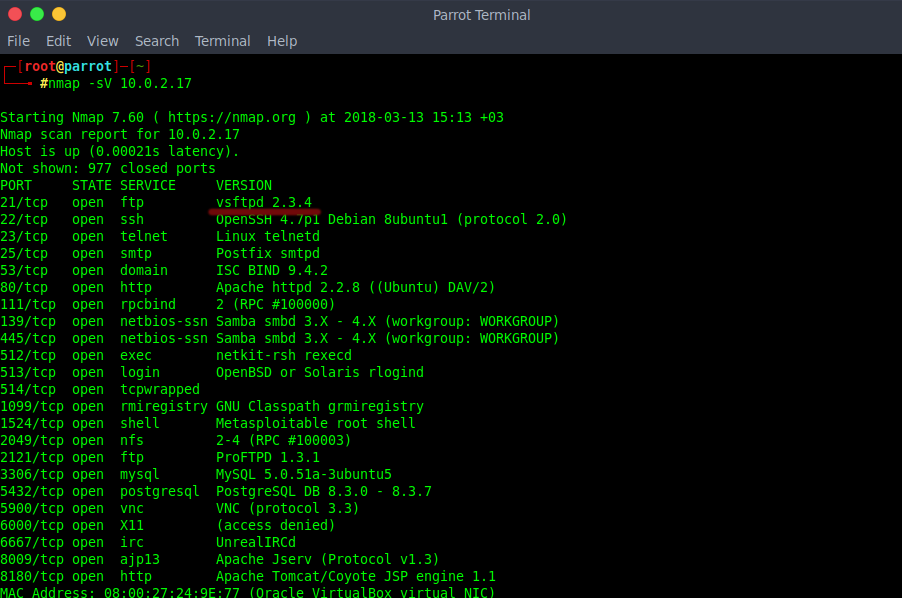 Parrot Terminal
File Edit View Search Terminal Help
┌─[root@parrot]─[~]
└──╼ #nmap -sV 10.0.2.17
Starting Nmap 7.60 ( https://nmap.org ) at 2018-03-13 15:13 +03
Nmap scan report for 10.0.2.17
Host is up (0.00021s latency).
Not shown: 977 closed ports
PORT     STATE SERVICE     VERSION
21/tcp   open  ftp         vsftpd 2.3.4
22/tcp   open  ssh         OpenSSH 4.7p1 Debian 8ubuntu1 (protocol 2.0)
23/tcp   open  telnet      Linux telnetd
25/tcp   open  smtp        Postfix smtpd
53/tcp   open  domain      ISC BIND 9.4.2
80/tcp   open  http        Apache httpd 2.2.8 ((Ubuntu) DAV/2)
111/tcp  open  rpcbind     2 (RPC #100000)
139/tcp  open  netbios-ssn Samba smbd 3.X - 4.X (workgroup: WORKGROUP)
445/tcp  open  netbios-ssn Samba smbd 3.X - 4.X (workgroup: WORKGROUP)
512/tcp  open  exec        netkit-rsh rexecd
513/tcp  open  login       OpenBSD or Solaris rlogind
514/tcp  open  tcpwrapped
1099/tcp open  rmiregistry GNU Classpath grmiregistry
1524/tcp open  shell       Metasploitable root shell
2049/tcp open  nfs         2-4 (RPC #100003)
2121/tcp open  ftp         ProFTPD 1.3.1
3306/tcp open  mysql       MySQL 5.0.51a-3ubuntu5
5432/tcp open  postgresql  PostgreSQL DB 8.3.0 - 8.3.7
5900/tcp open  vnc         VNC (protocol 3.3)
6000/tcp open  X11         (access denied)
6667/tcp open  irc         UnrealIRCd
8009/tcp open  ajp13       Apache Jserv (Protocol v1.3)
8180/tcp open  http        Apache Tomcat/Coyote JSP engine 1.1
MAC Address: 08:00:27:24:9E:77 (Oracle VirtualBox virtual NIC)